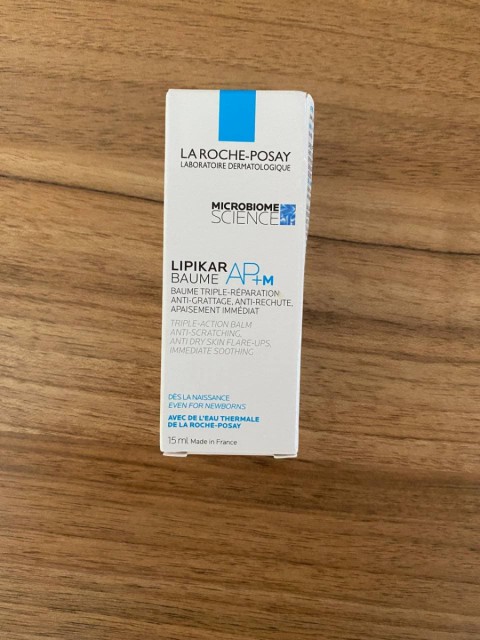 LA ROCHE-POSAY
LABORATOIRE DERMATOLOGIQUE
MICROBIOME
SCIENCE
LIPIKAR
BAUME AP+M
BAUME TRIPLE-RÉPARATION
ANTI-GRATTAGE, ANTI-RECHUTE,
APAISEMENT IMMÉDIAT
TRIPLE-ACTION BALM
ANTI-SCRATCHING,
ANTI DRY SKIN FLARE-UPS,
IMMEDIATE SOOTHING
DÈS LA NAISSANCE
EVEN FOR NEWBORNS
AVEC DE L'EAU THERMALE
DE LA ROCHE-POSAY
15 ml Made in France